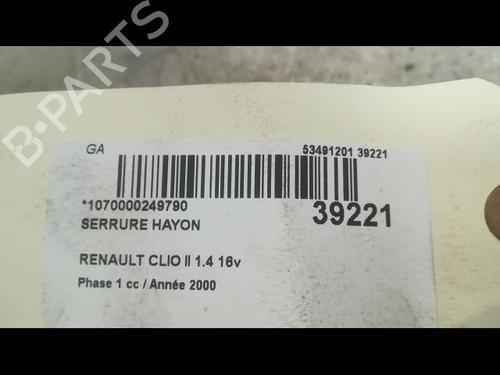 B-PARTS
GA
53491201 39221
*1070000249790
39221
SERRURE HAYON
RENAULT CLIO II 1.4 16v
Phase 1 cc / Année 2000